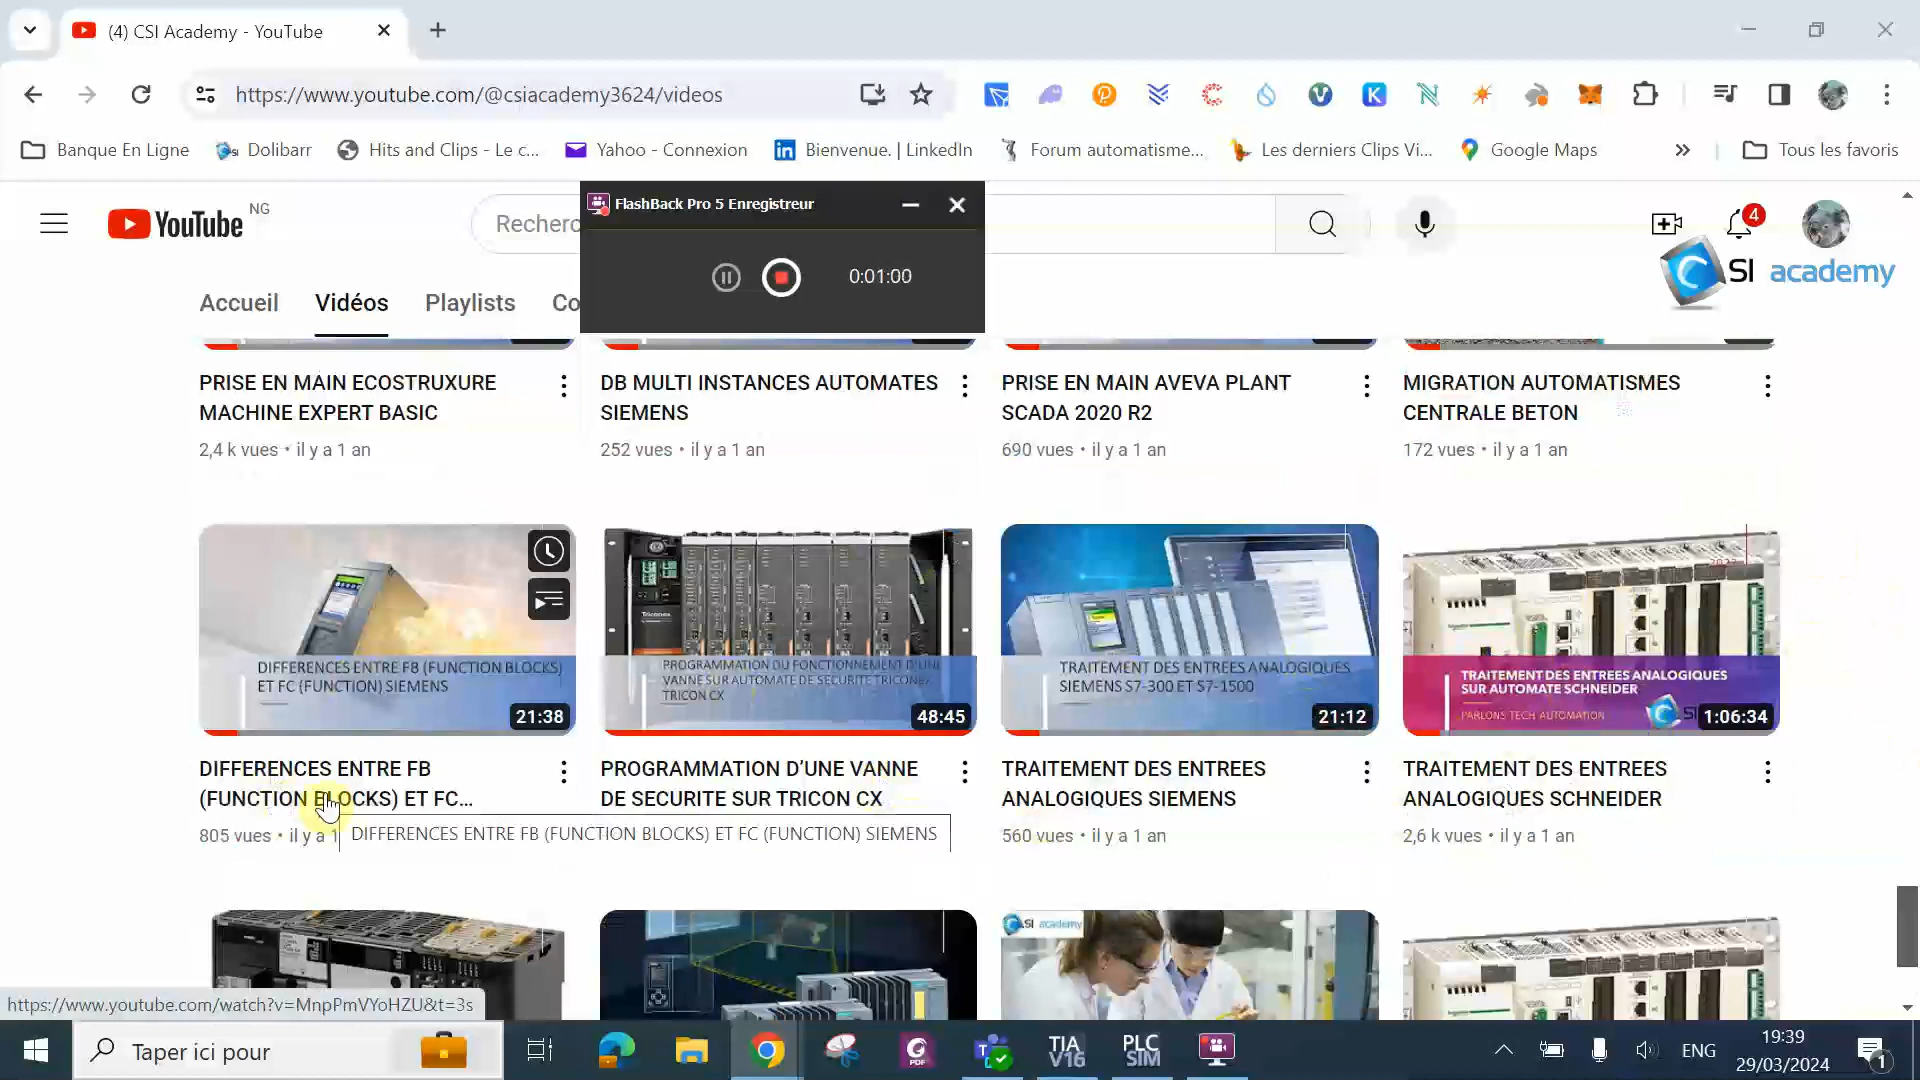 (4) CSI Academy - YouTube
https://www.youtube.com/@csiacademy3624/videos
Banque En Ligne
Dolibarr
Hits and Clips - Le c...
Yahoo - Connexion
Bienvenue. | LinkedIn
Forum automatisme...
Les derniers Clips Vi...
Google Maps
Tous les favoris
YouTube NG
Recherc
FlashBack Pro 5 Enregistreur
0:01:00
4
CSI academy
Accueil
Vidéos
Playlists
Co
PRISE EN MAIN ECOSTRUXURE
MACHINE EXPERT BASIC
2,4 k vues • il y a 1 an
DB MULTI INSTANCES AUTOMATES
SIEMENS
252 vues • il y a 1 an
PRISE EN MAIN AVEVA PLANT
SCADA 2020 R2
690 vues • il y a 1 an
MIGRATION AUTOMATISMES
CENTRALE BETON
172 vues • il y a 1 an
DIFFERENCES ENTRE FB (FUNCTION BLOCKS)
ET FC (FUNCTION) SIEMENS
21:38
Triconex
PROGRAMMATION DU FONCTIONNEMENT D'UNE
VANNE SUR AUTOMATE DE SECURITE TRICONEX
TRICON CX
48:45
TRAITEMENT DES ENTREES ANALOGIQUES
SIEMENS S7-300 ET S7-1500
21:12
TRAITEMENT DES ENTREES ANALOGIQUES
SUR AUTOMATE SCHNEIDER
PARLONS TECH AUTOMATION
1:06:34
DIFFERENCES ENTRE FB
(FUNCTION BLOCKS) ET FC...
805 vues • il y a 1
DIFFERENCES ENTRE FB (FUNCTION BLOCKS) ET FC (FUNCTION) SIEMENS
PROGRAMMATION D’UNE VANNE
DE SECURITE SUR TRICON CX
TRAITEMENT DES ENTREES
ANALOGIQUES SIEMENS
560 vues • il y a 1 an
TRAITEMENT DES ENTREES
ANALOGIQUES SCHNEIDER
2,6 k vues • il y a 1 an
CSI academy
https://www.youtube.com/watch?v=MnpPmVYoHZU&t=3s
Taper ici pour
PDF
TIA
V16
PLC
SIM
ENG
19:39
29/03/2024
1